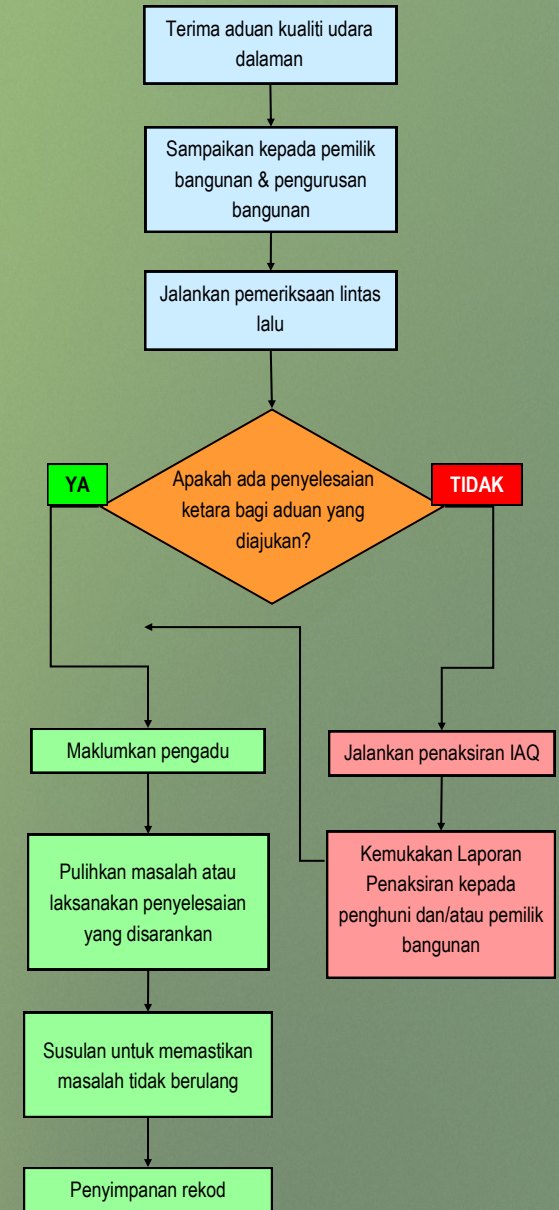 Terima aduan kualiti udara
dalaman
Sampaikan kepada pemilik
bangunan & pengurusan
bangunan
Jalankan pemeriksaan lintas
lalu
Apakah ada penyelesaian
ketara bagi aduan yang
diajukan?
YA
TIDAK
Maklumkan pengadu
Pulihkan masalah atau
laksanakan penyelesaian
yang disarankan
Susulan untuk memastikan
masalah tidak berulang
Penyimpanan rekod
Jalankan penaksiran IAQ
Kemukakan Laporan
Penaksiran kepada
penghuni dan/atau pemilik
bangunan